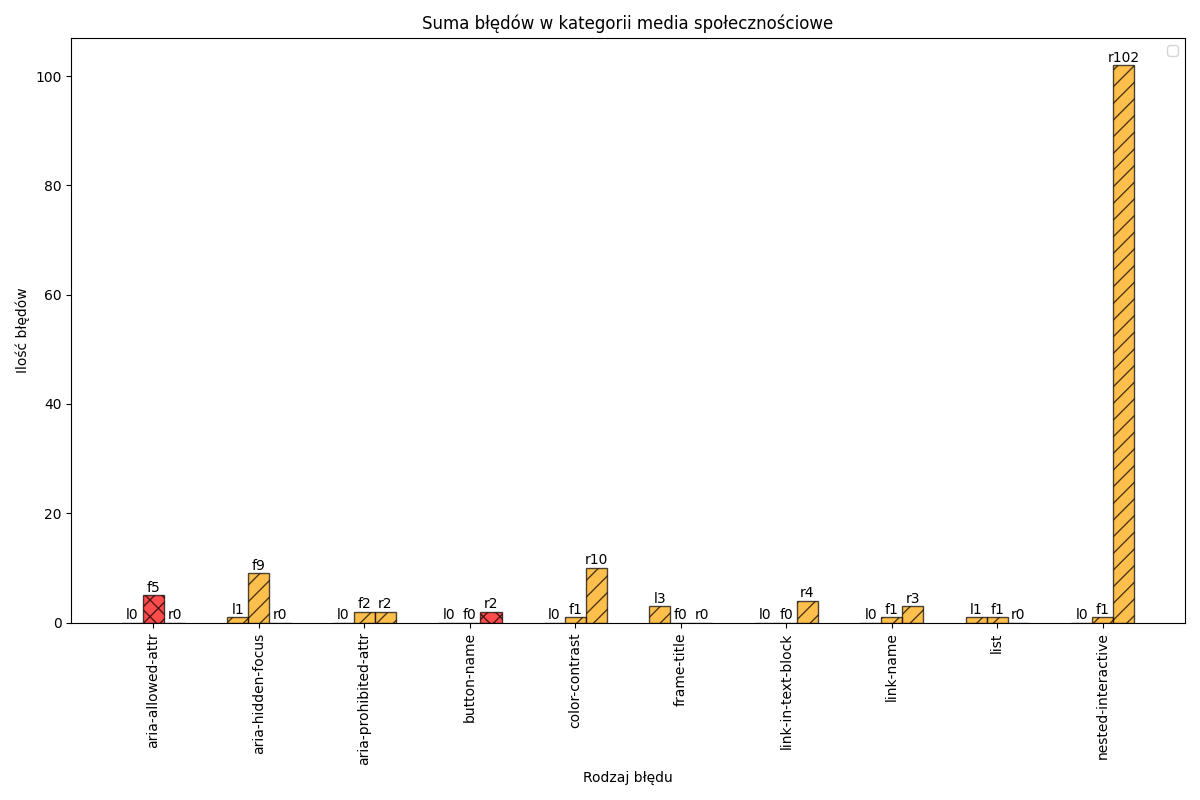 Suma błędów w kategorii media społecznościowe
Ilość błędów
100
80
60
40
20
0
l0 f5 r0
l1 f9 r0
l0 f2 r2
l0 f0 r2
l0 f1 r10
l3 f0 r0
l0 f0 r4
l0 f1 r3
l1 f1 r0
l0 f1 r102
aria-allowed-attr
aria-hidden-focus
aria-prohibited-attr
button-name
color-contrast
frame-title
link-in-text-block
link-name
list
nested-interactive
Rodzaj błędu